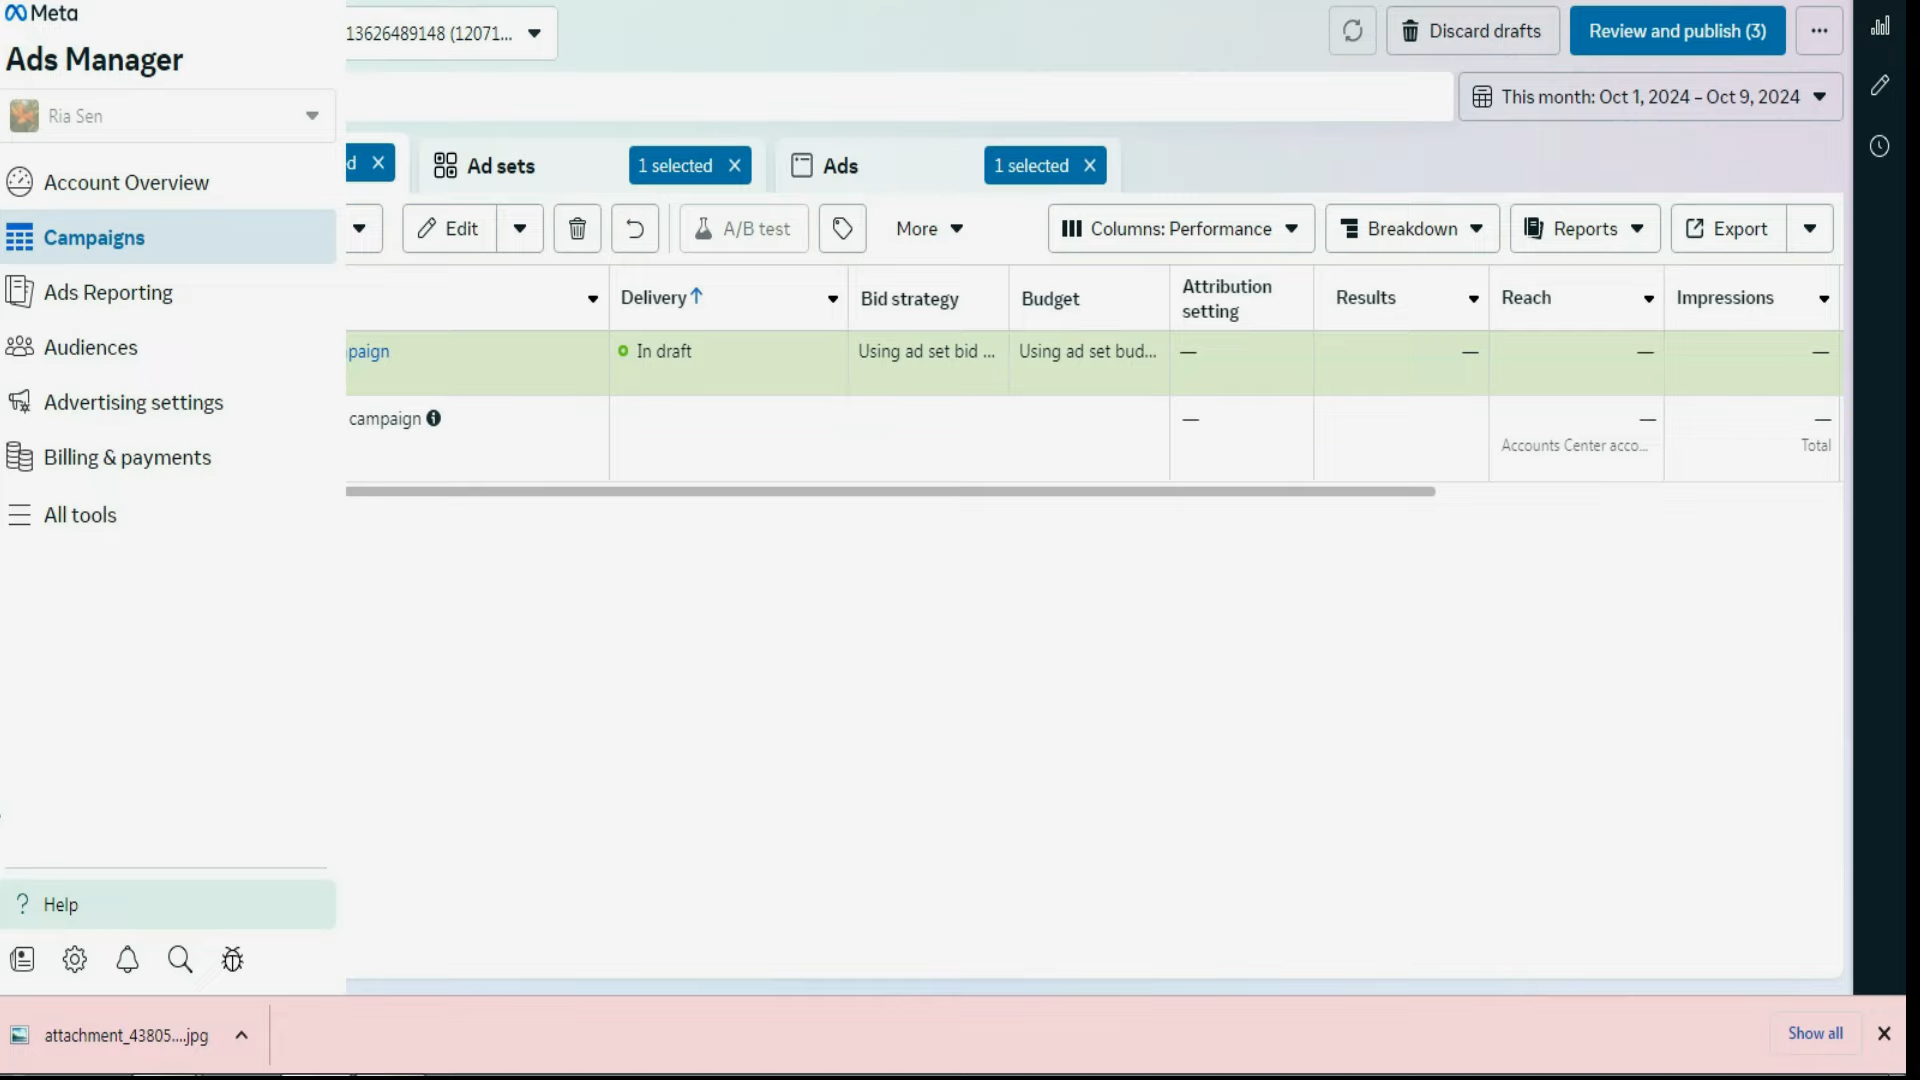 Meta
Ads Manager
13626489148 (12071...
Discard drafts
Review and publish (3)
...
Ria Sen
This month: Oct 1, 2024 – Oct 9, 2024
d
Ad sets
1 selected
Ads
1 selected
Account Overview
Campaigns
Edit
A/B test
More
Columns: Performance
Breakdown
Reports
Export
Ads Reporting
Delivery↑
Bid strategy
Budget
Attribution
setting
Results
Reach
Impressions
Audiences
paign
In draft
Using ad set bid ...
Using ad set bud...
—
—
—
—
Advertising settings
campaign
—
—
—
Accounts Center acco...
Total
Billing & payments
All tools
? Help
attachment_43805....jpg
Show all